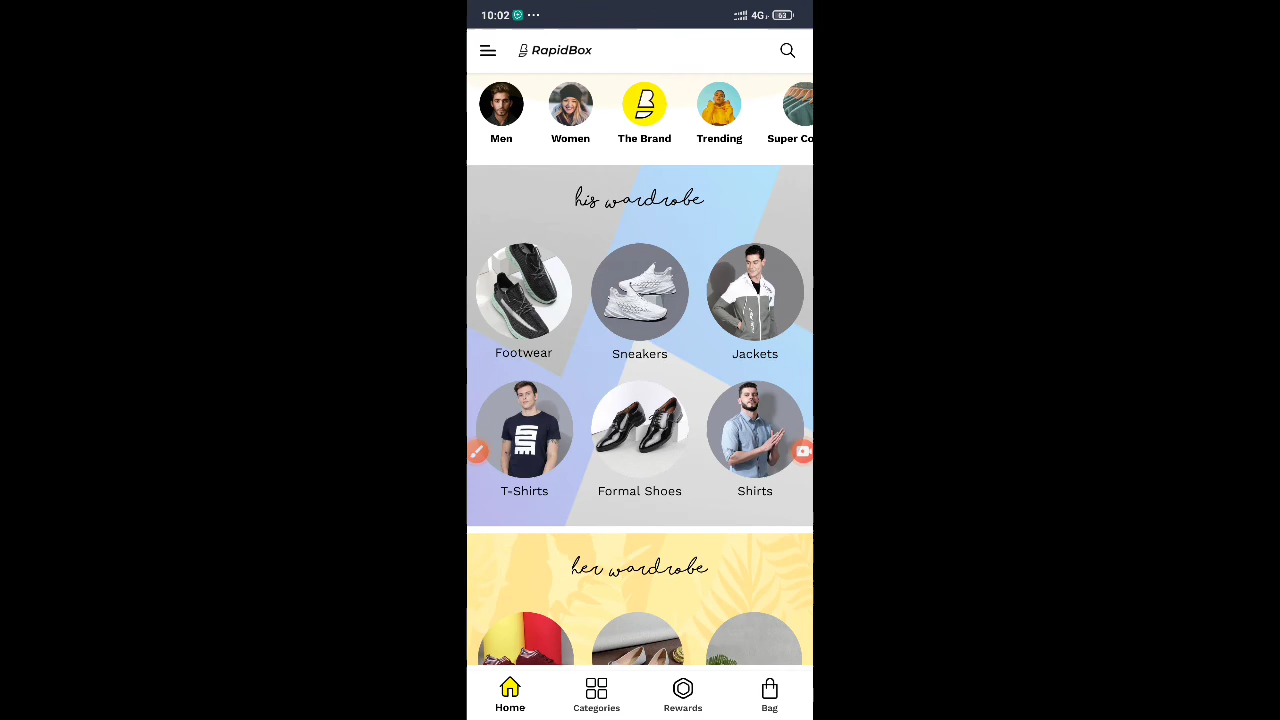 10:02 ...
4G 63
RapidBox
Men Women The Brand Trending Super Co
his wardrobe
Footwear Sneakers Jackets
T-Shirts Formal Shoes Shirts
her wardrobe
Home Categories Rewards Bag